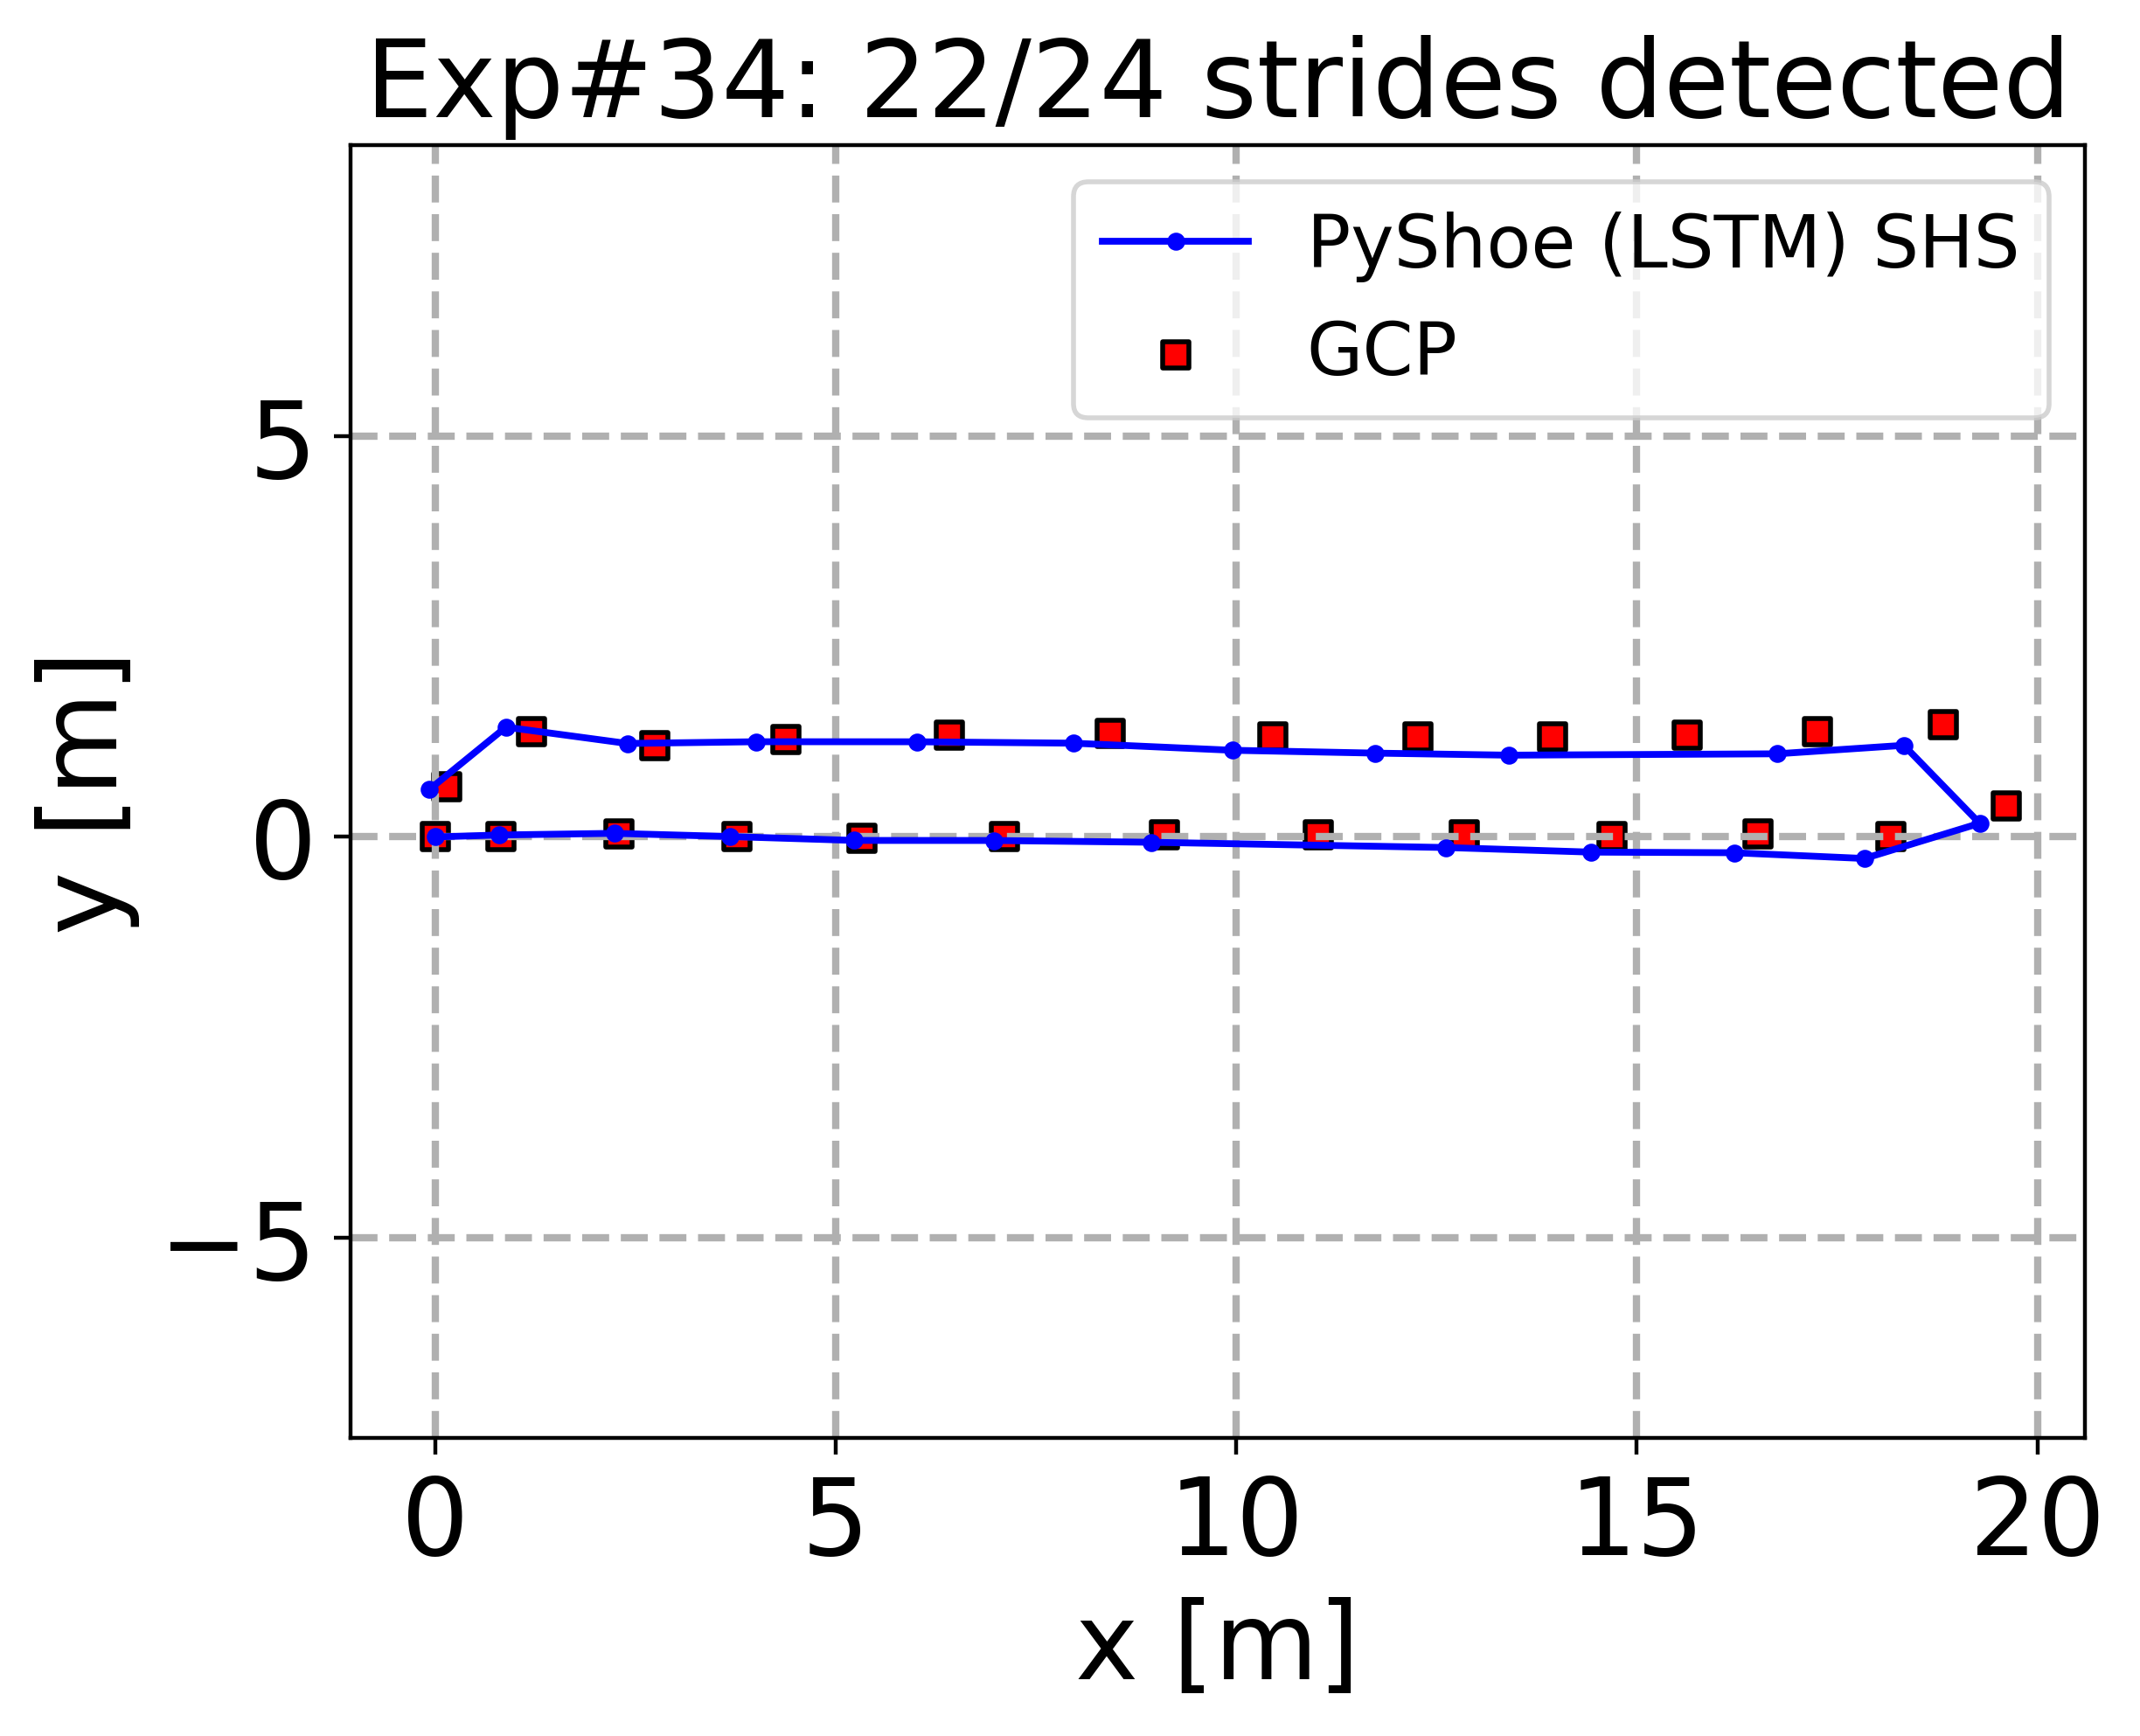 Exp#34: 22/24 strides detected
PyShoe (LSTM) SHS
GCP
y [m]
5
0
−5
0 5 10 15 20
x [m]